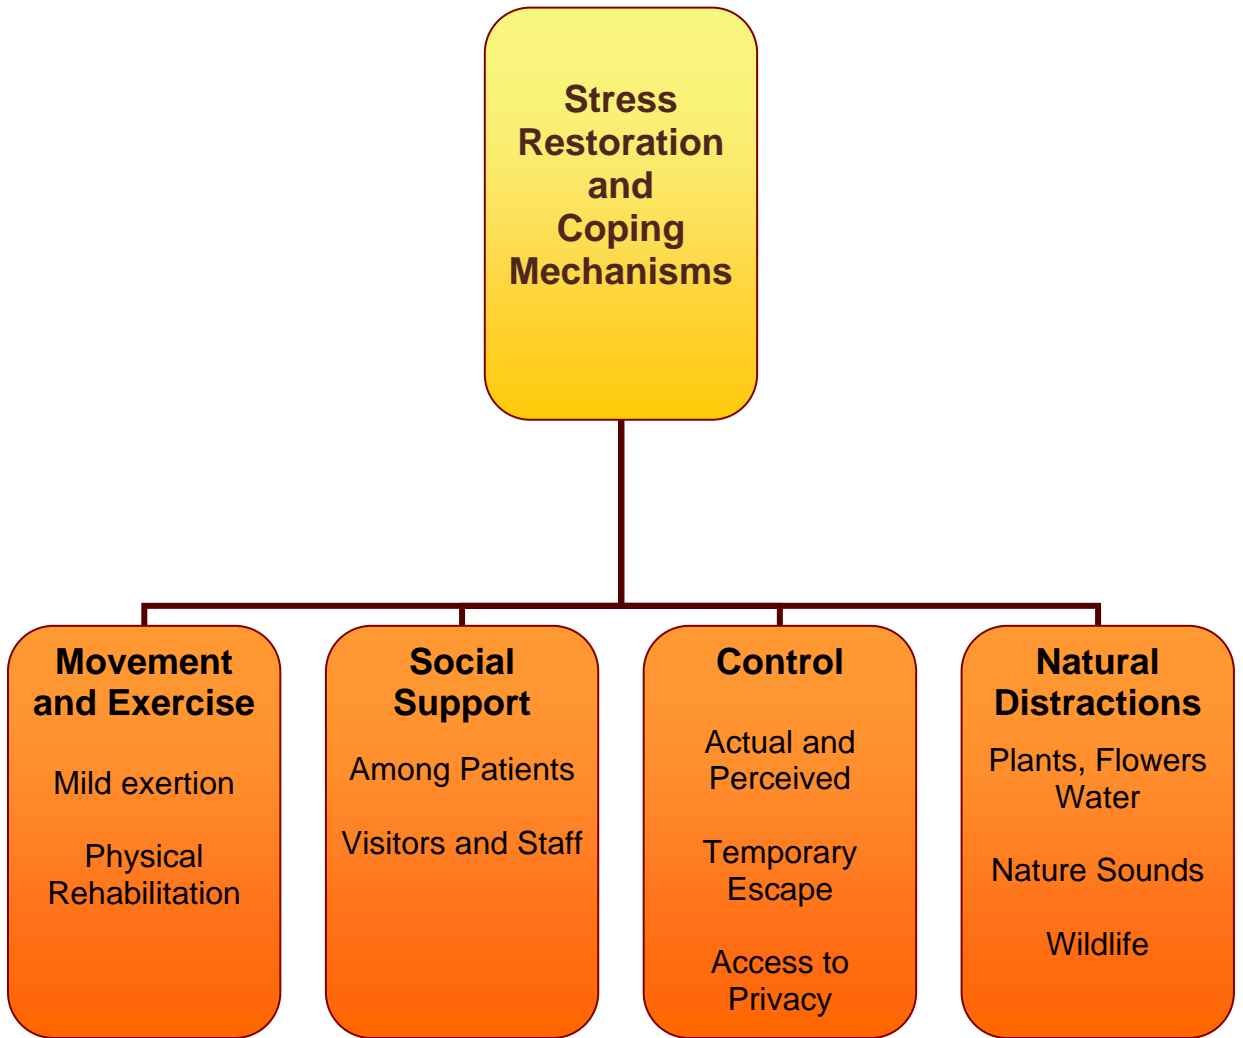 Stress
Restoration
and
Coping
Mechanisms
Movement
and Exercise
Mild exertion
Physical
Rehabilitation
Social
Support
Among Patients
Visitors and Staff
Control
Actual and
Perceived
Temporary
Escape
Access to
Privacy
Natural
Distractions
Plants, Flowers
Water
Nature Sounds
Wildlife